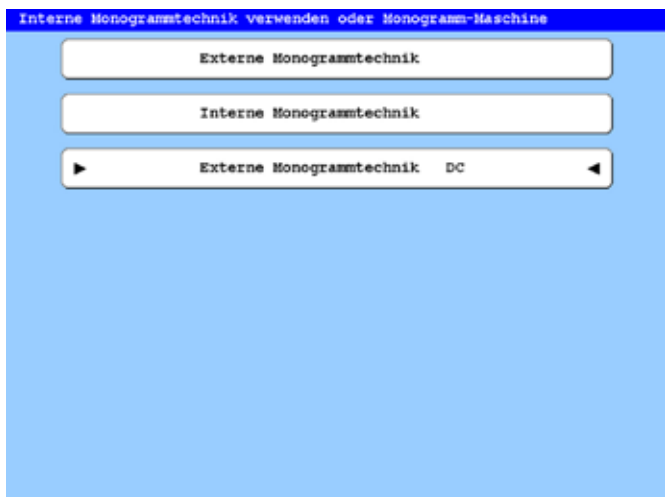 Interne Monogrammtechnik verwenden oder Monogramm-Maschine
Externe Monogrammtechnik
Interne Monogrammtechnik
Externe Monogrammtechnik DC